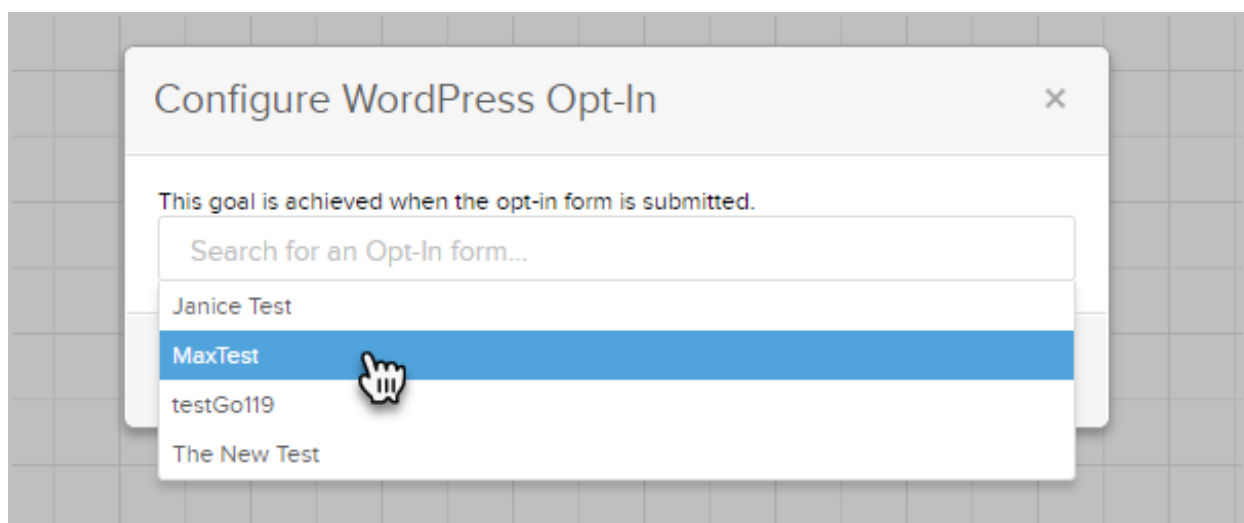 Configure WordPress Opt-In
×
This goal is achieved when the opt-in form is submitted.
Search for an Opt-In form...
Janice Test
MaxTest
testGo119
The New Test